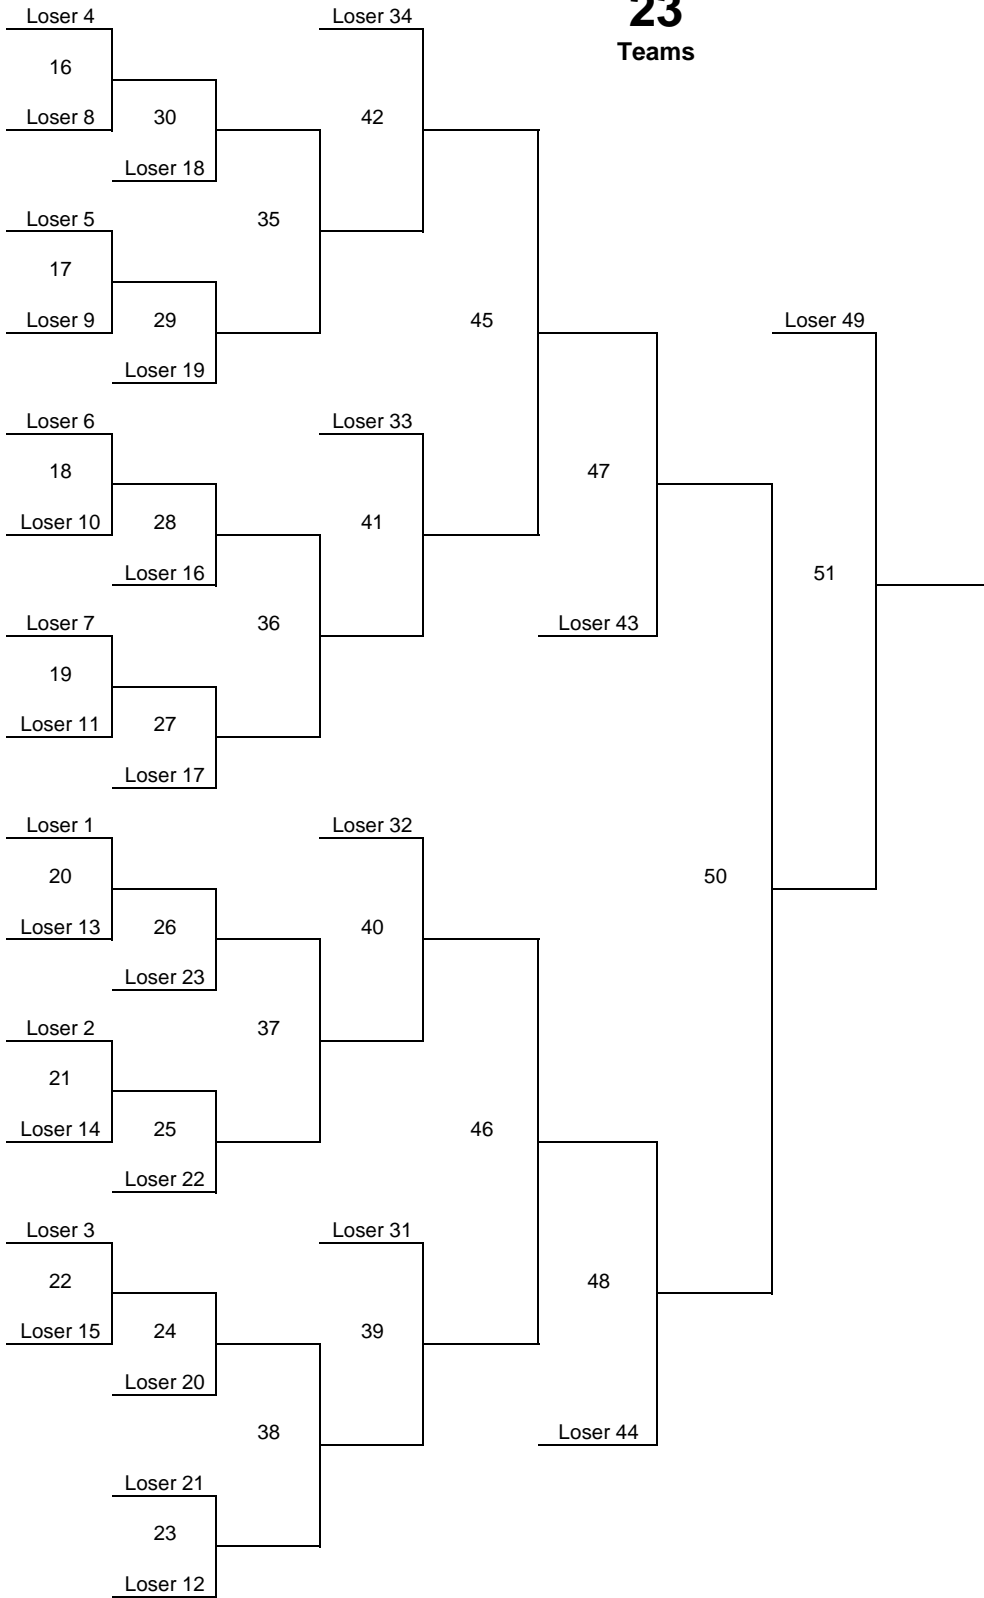 23
Teams
Loser 4
Loser 34
16
Loser 8
30
42
Loser 18
Loser 5
35
17
Loser 9
29
45
Loser 49
Loser 19
Loser 6
Loser 33
18
47
Loser 10
28
41
Loser 16
51
Loser 7
36
Loser 43
19
Loser 11
27
Loser 17
Loser 1
Loser 32
20
50
Loser 13
26
40
Loser 23
Loser 2
37
21
Loser 14
25
46
Loser 22
Loser 3
Loser 31
22
48
Loser 15
24
39
Loser 20
38
Loser 44
Loser 21
23
Loser 12